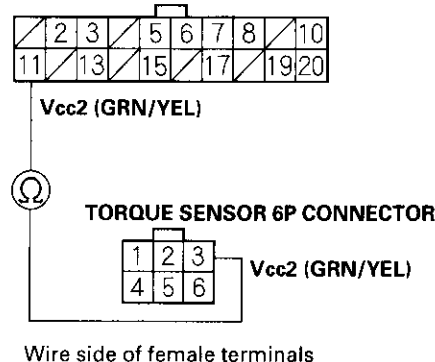 2 3 5 6 7 8 10
11 13 15 17 19 20
Vcc2 (GRN/YEL)
Ω
TORQUE SENSOR 6P CONNECTOR
1 2 3
Vcc2 (GRN/YEL)
4 5 6
Wire side of female terminals